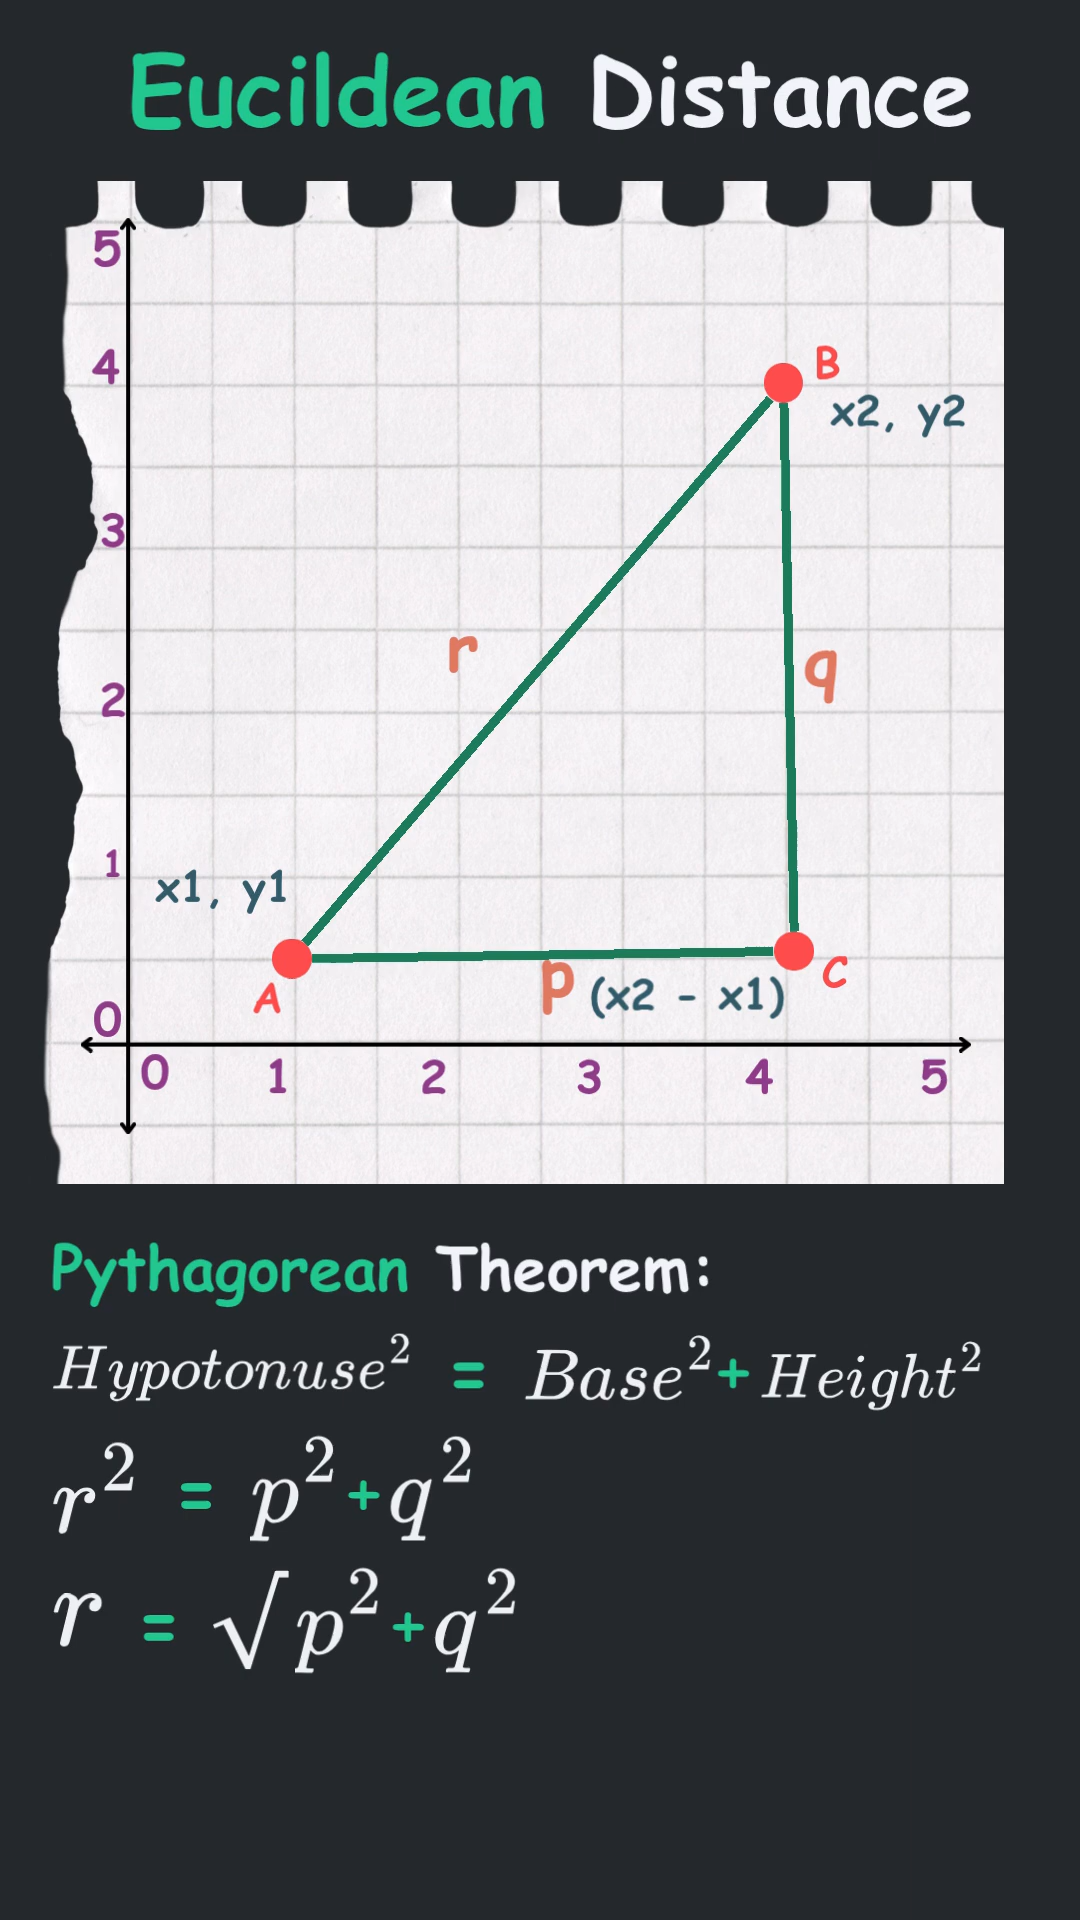 Eucildean Distance
5
4
B
x2, y2
3
r
q
2
1
x1, y1
A
p (x2 - x1)
C
0
0 1 2 3 4 5
Pythagorean Theorem:
Hypotonuse² = Base² + Height²
r² = p² + q²
r = √p² + q²